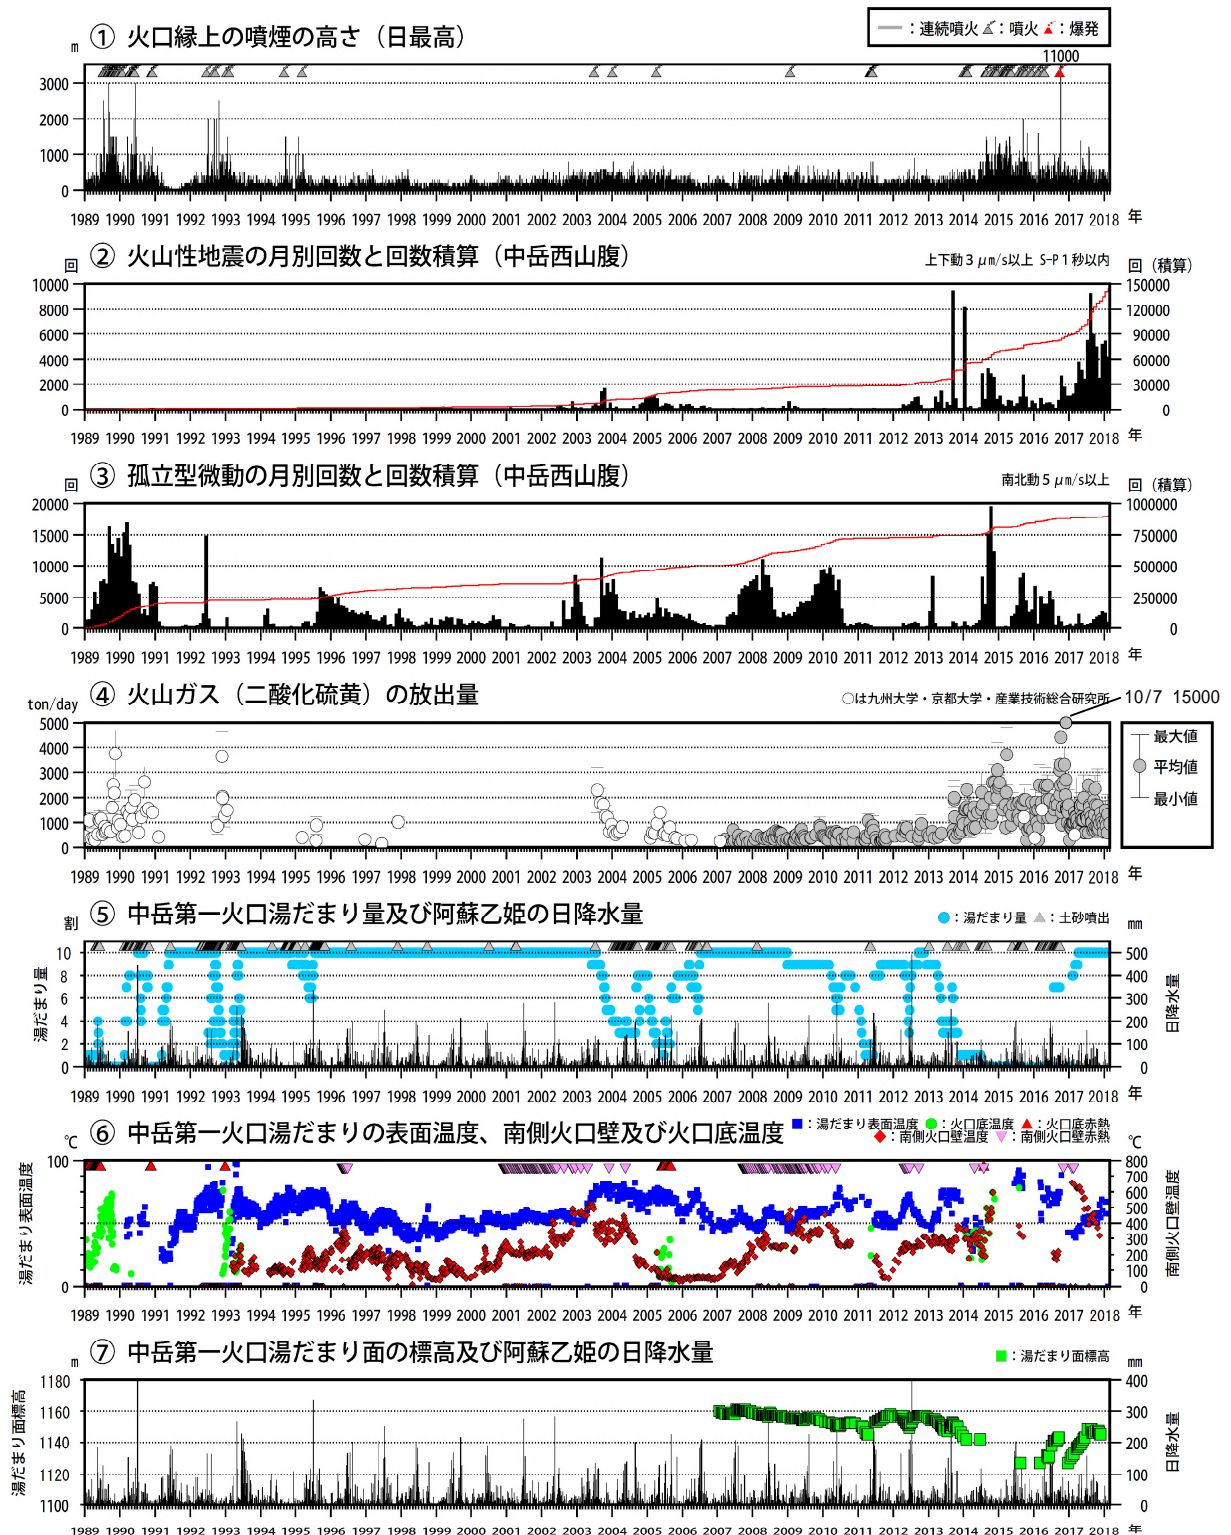 ━：連続噴火 △：噴火 ▲：爆発
① 火口縁上の噴煙の高さ（日最高）
m
11000
3000
2000
1000
0
1989 1990 1991 1992 1993 1994 1995 1996 1997 1998 1999 2000 2001 2002 2003 2004 2005 2006 2007 2008 2009 2010 2011 2012 2013 2014 2015 2016 2017 2018 年
② 火山性地震の月別回数と回数積算（中岳西山腹）
上下動３μm/s以上 S-P１秒以内
回 回（積算）
10000 150000
8000 120000
6000 90000
4000 60000
2000 30000
0 0
1989 1990 1991 1992 1993 1994 1995 1996 1997 1998 1999 2000 2001 2002 2003 2004 2005 2006 2007 2008 2009 2010 2011 2012 2013 2014 2015 2016 2017 2018 年
③ 孤立型微動の月別回数と回数積算（中岳西山腹）
南北動５μm/s以上
回 回（積算）
20000 1000000
15000 750000
10000 500000
5000 250000
0 0
1989 1990 1991 1992 1993 1994 1995 1996 1997 1998 1999 2000 2001 2002 2003 2004 2005 2006 2007 2008 2009 2010 2011 2012 2013 2014 2015 2016 2017 2018 年
④ 火山ガス（二酸化硫黄）の放出量
ton/day
○は九州大学・京都大学・産業技術総合研究所
10/7 15000
5000
4000
3000
2000
1000
0
最大値
平均値
最小値
1989 1990 1991 1992 1993 1994 1995 1996 1997 1998 1999 2000 2001 2002 2003 2004 2005 2006 2007 2008 2009 2010 2011 2012 2013 2014 2015 2016 2017 2018 年
⑤ 中岳第一火口湯だまり量及び阿蘇乙姫の日降水量
●：湯だまり量 ▲：土砂噴出
割 mm
湯だまり量
日降水量
10 500
8 400
6 300
4 200
2 100
0 0
1989 1990 1991 1992 1993 1994 1995 1996 1997 1998 1999 2000 2001 2002 2003 2004 2005 2006 2007 2008 2009 2010 2011 2012 2013 2014 2015 2016 2017 2018 年
⑥ 中岳第一火口湯だまりの表面温度、南側火口壁及び火口底温度
■：湯だまり表面温度 ●：火口底温度 ▲：火口底赤熱
◆：南側火口壁温度 ▼：南側火口壁赤熱
℃ ℃
湯だまり表面温度
南側火口壁温度
100 800
700
600
500
50 400
300
200
100
0 0
1989 1990 1991 1992 1993 1994 1995 1996 1997 1998 1999 2000 2001 2002 2003 2004 2005 2006 2007 2008 2009 2010 2011 2012 2013 2014 2015 2016 2017 2018 年
⑦ 中岳第一火口湯だまり面の標高及び阿蘇乙姫の日降水量
■：湯だまり面標高
m mm
湯だまり面標高
日降水量
1180 400
1160 300
1140 200
1120 100
1100 0
1989 1990 1991 1992 1993 1994 1995 1996 1997 1998 1999 2000 2001 2002 2003 2004 2005 2006 2007 2008 2009 2010 2011 2012 2013 2014 2015 2016 2017 2018 年